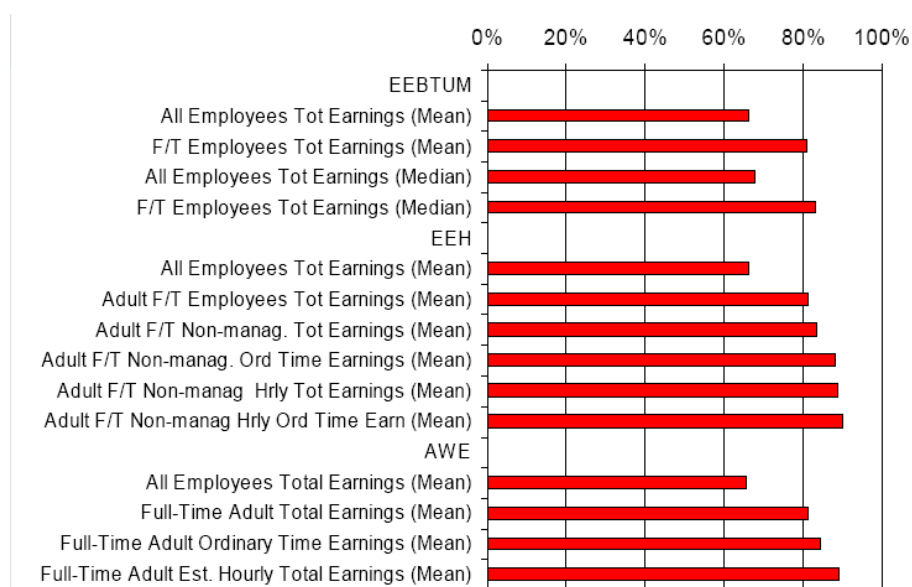 0% 20% 40% 60% 80% 100%
EEBTUM
All Employees Tot Earnings (Mean)
F/T Employees Tot Earnings (Mean)
All Employees Tot Earnings (Median)
F/T Employees Tot Earnings (Median)
EEH
All Employees Tot Earnings (Mean)
Adult F/T Employees Tot Earnings (Mean)
Adult F/T Non-manag. Tot Earnings (Mean)
Adult F/T Non-manag. Ord Time Earnings (Mean)
Adult F/T Non-manag Hrly Tot Earnings (Mean)
Adult F/T Non-manag Hrly Ord Time Earn (Mean)
AWE
All Employees Total Earnings (Mean)
Full-Time Adult Total Earnings (Mean)
Full-Time Adult Ordinary Time Earnings (Mean)
Full-Time Adult Est. Hourly Total Earnings (Mean)